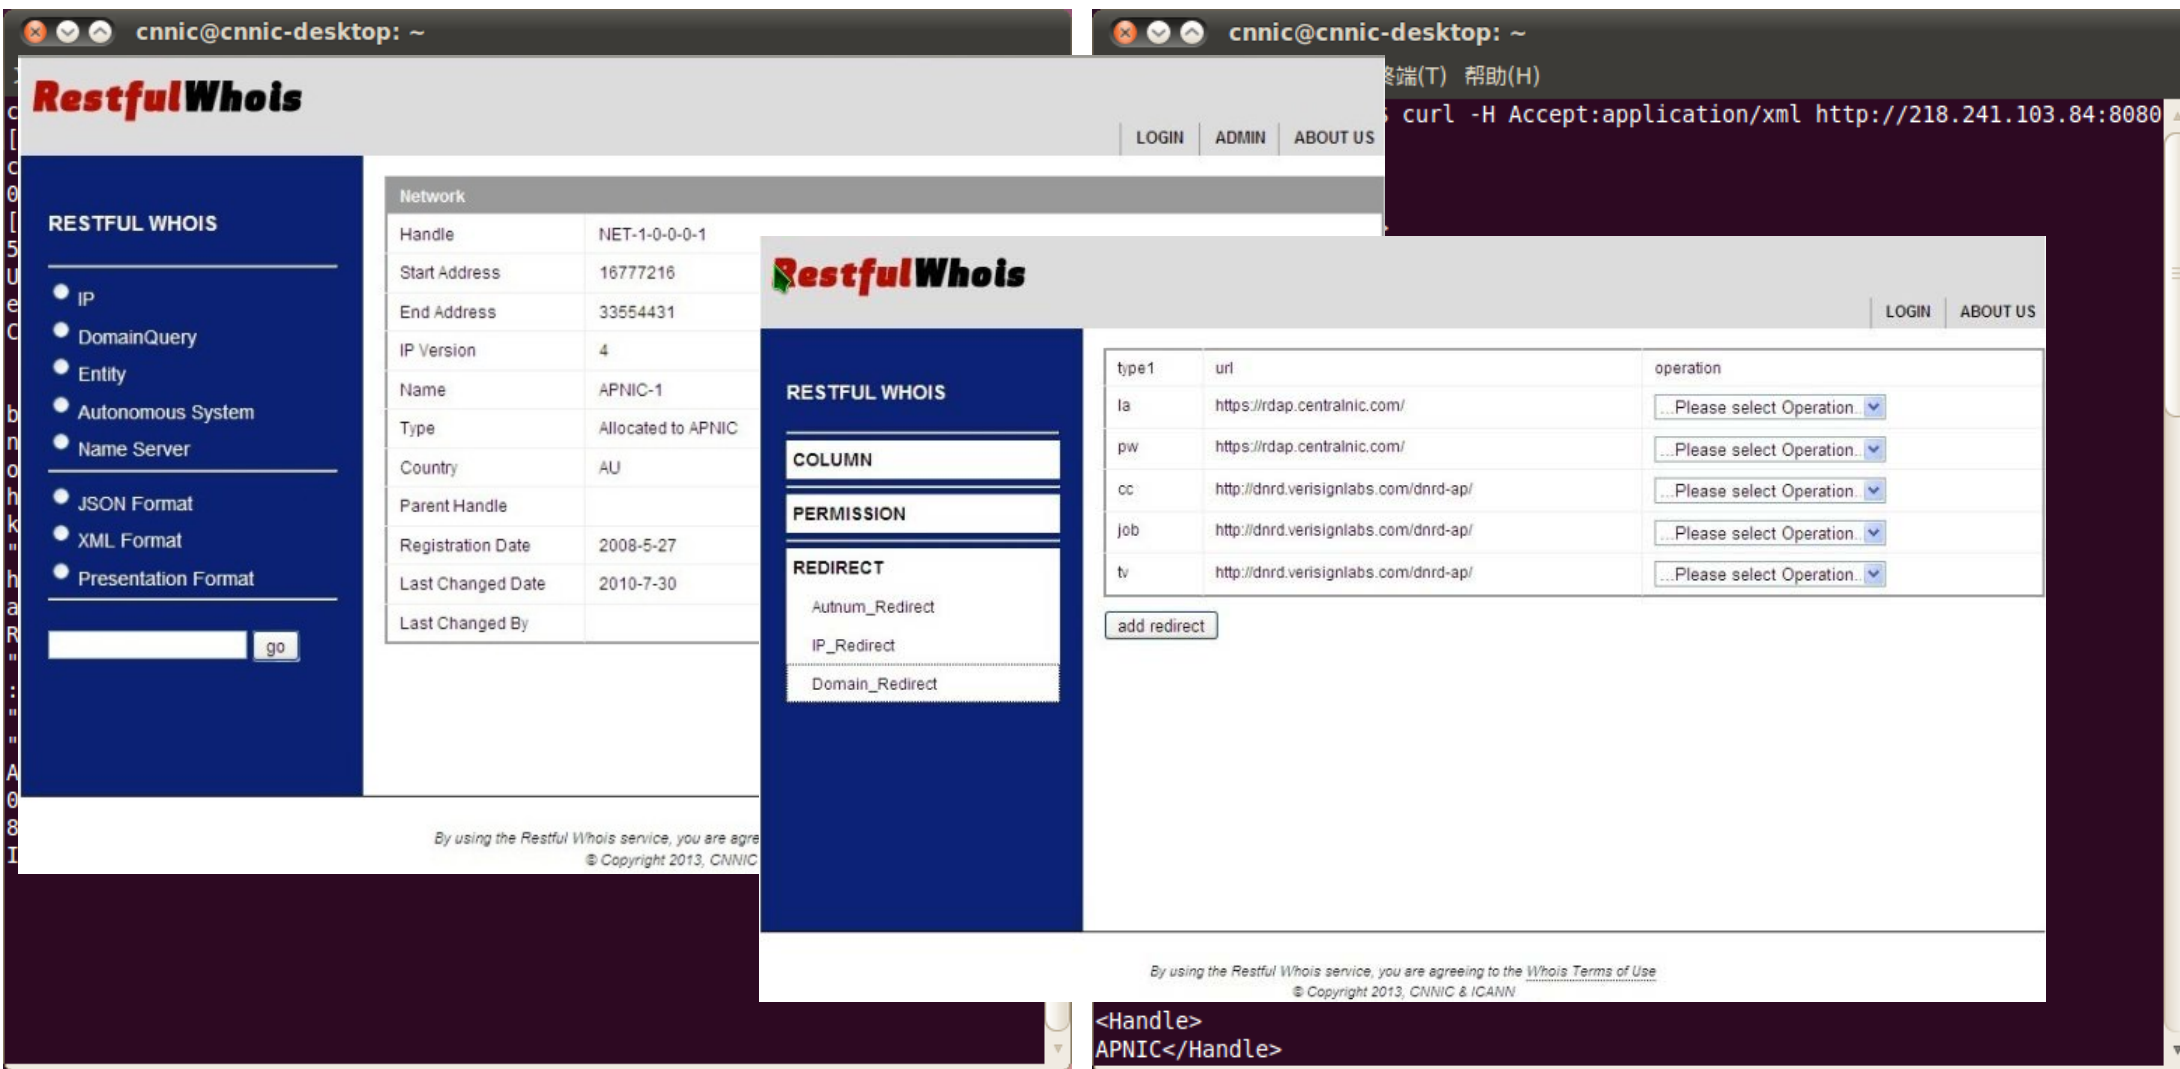 cnnic@cnnic-desktop: ~
RestfulWhois
LOGIN ADMIN ABOUT US
RESTFUL WHOIS
IP
DomainQuery
Entity
Autonomous System
Name Server
JSON Format
XML Format
Presentation Format
go
Network
Handle NET-1-0-0-0-1
Start Address 16777216
End Address 33554431
IP Version 4
Name APNIC-1
Type Allocated to APNIC
Country AU
Parent Handle
Registration Date 2008-5-27
Last Changed Date 2010-7-30
Last Changed By
By using the Restful Whois service, you are agre
© Copyright 2013, CNNIC
cnnic@cnnic-desktop: ~
端(T) 帮助(H)
curl -H Accept:application/xml http://218.241.103.84:8080
RestfulWhois
LOGIN ABOUT US
RESTFUL WHOIS
COLUMN
PERMISSION
REDIRECT
Autnum_Redirect
IP_Redirect
Domain_Redirect
type1 url operation
la https://rdap.centralnic.com/ ...Please select Operation..
pw https://rdap.centralnic.com/ ...Please select Operation..
cc http://dnrd.verisignlabs.com/dnrd-ap/ ...Please select Operation..
job http://dnrd.verisignlabs.com/dnrd-ap/ ...Please select Operation..
tv http://dnrd.verisignlabs.com/dnrd-ap/ ...Please select Operation..
add redirect
By using the Restful Whois service, you are agreeing to the Whois Terms of Use
© Copyright 2013, CNNIC & ICANN
<Handle>
APNIC</Handle>